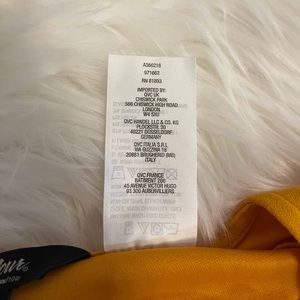 A366218
971662
RN 81893
IMPORTED BY:
QVC UK
CHISWICK PARK
566 CHISWICK HIGH ROAD
LONDON
W4 5XU
QVC HANDEL LLC & CO. KG
PLOCKSTR. 30
40221 DÜSSELDORF
GERMANY
QVC ITALIA S.R.L.
VIA GUZZINA 18
20861 BRUGHERIO (MB)
ITALY
QVC FRANCE
BATIMENT 200
45 AVENUE VICTOR HUGO
93 300 AUBERVILLIERS